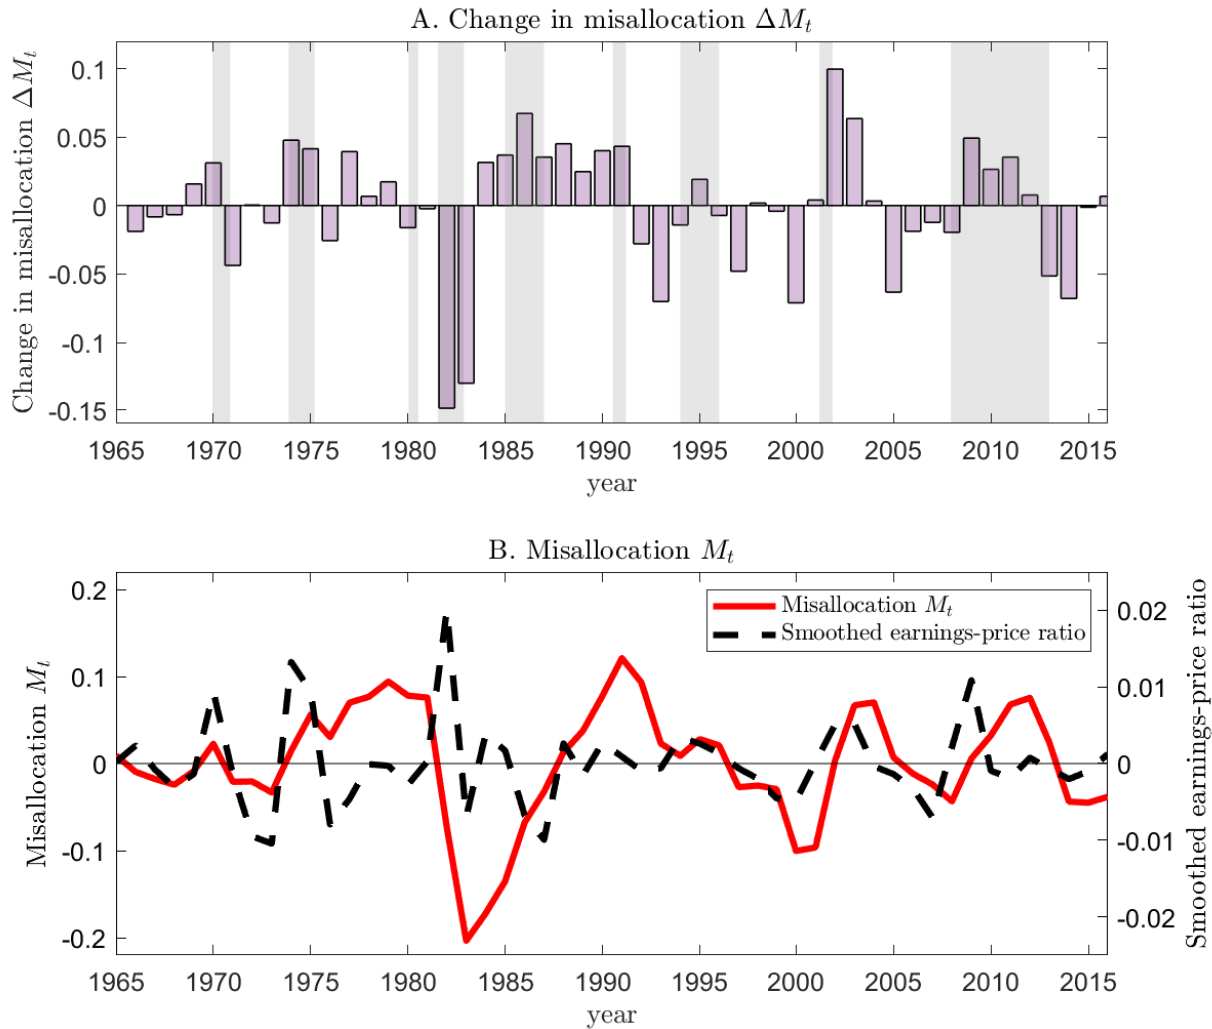 A. Change in misallocation ΔM_t
Change in misallocation ΔM_t
0.1
0.05
0
-0.05
-0.1
-0.15
1965 1970 1975 1980 1985 1990 1995 2000 2005 2010 2015
year
B. Misallocation M_t
Misallocation M_t
0.2
0.1
0
-0.1
-0.2
Misallocation M_t
Smoothed earnings-price ratio
0.02
0.01
0
-0.01
-0.02
Smoothed earnings-price ratio
1965 1970 1975 1980 1985 1990 1995 2000 2005 2010 2015
year